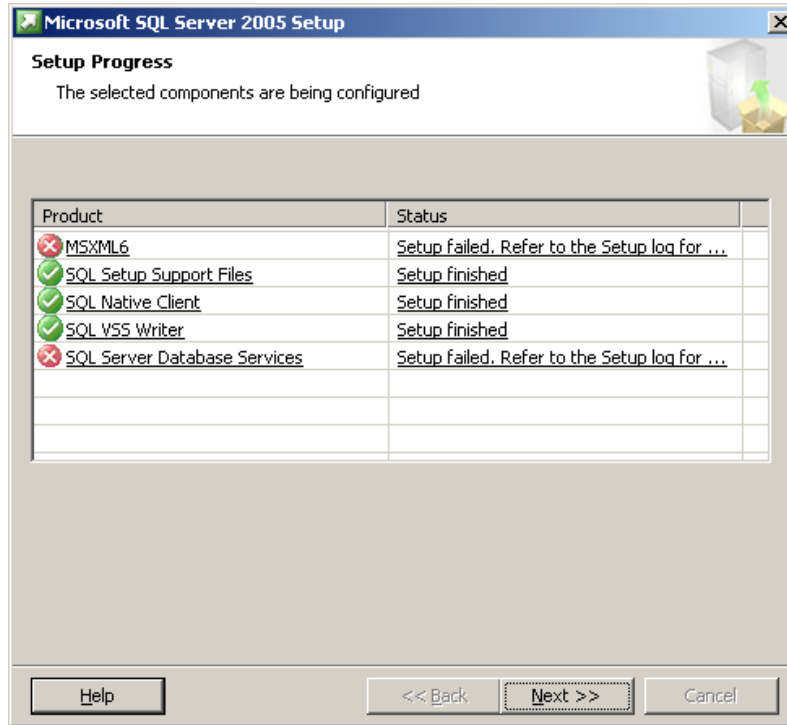 Microsoft SQL Server 2005 Setup
Setup Progress
The selected components are being configured
Product Status
MSXML6 Setup failed. Refer to the Setup log for ...
SQL Setup Support Files Setup finished
SQL Native Client Setup finished
SQL VSS Writer Setup finished
SQL Server Database Services Setup failed. Refer to the Setup log for ...
Help << Back Next >> Cancel